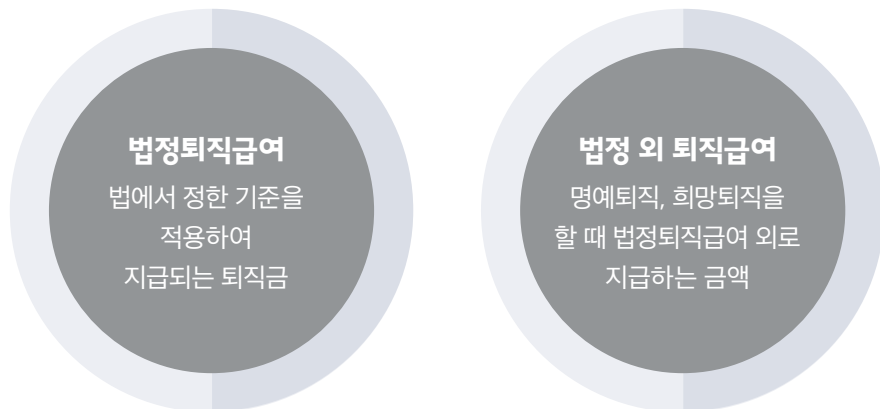 법정퇴직급여
법에서 정한 기준을
적용하여
지급되는 퇴직금
법정 외 퇴직급여
명예퇴직, 희망퇴직을
할 때 법정퇴직급여 외로
지급하는 금액